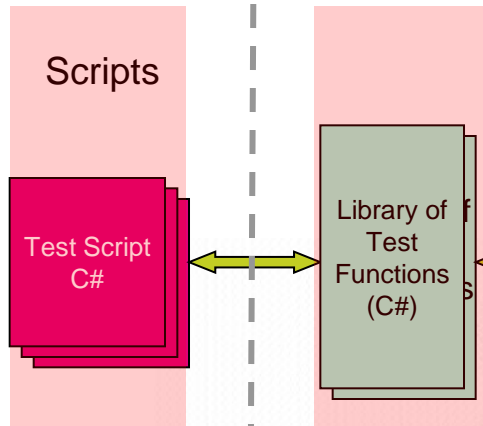 Scripts
Test Script
C#
Library of
Test
Functions
(C#)